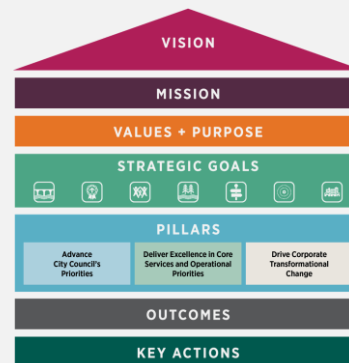 VISION
MISSION
VALUES + PURPOSE
STRATEGIC GOALS
PILLARS
Advance
City Council's
Priorities
Deliver Excellence in Core
Services and Operational
Priorities
Drive Corporate
Transformational
Change
OUTCOMES
KEY ACTIONS